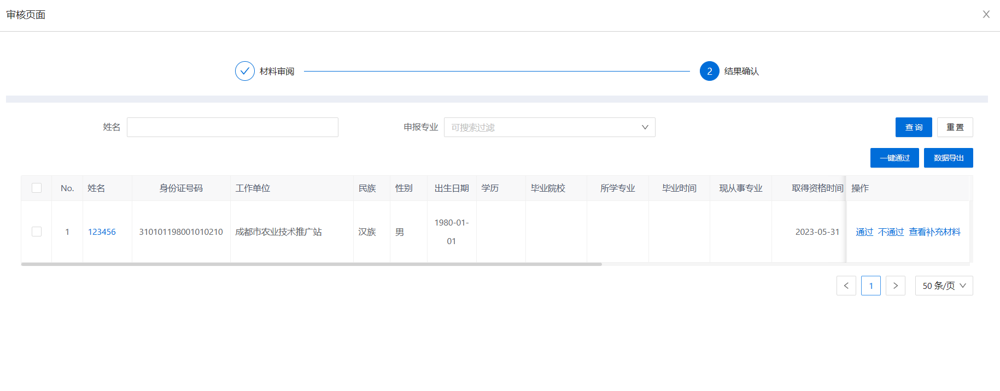 审核页面
材料审阅
2 结果确认
姓名
申报专业 可搜索过滤
查 询 重 置
一键通过 数据导出
No. 姓名 身份证号码 工作单位 民族 性别 出生日期 学历 毕业院校 所学专业 毕业时间 现从事专业 取得资格时间 操作
1 123456 310101198001010210 成都市农业技术推广站 汉族 男 1980-01-
01
2023-05-31 通过 不通过 查看补充材料
1 50 条/页